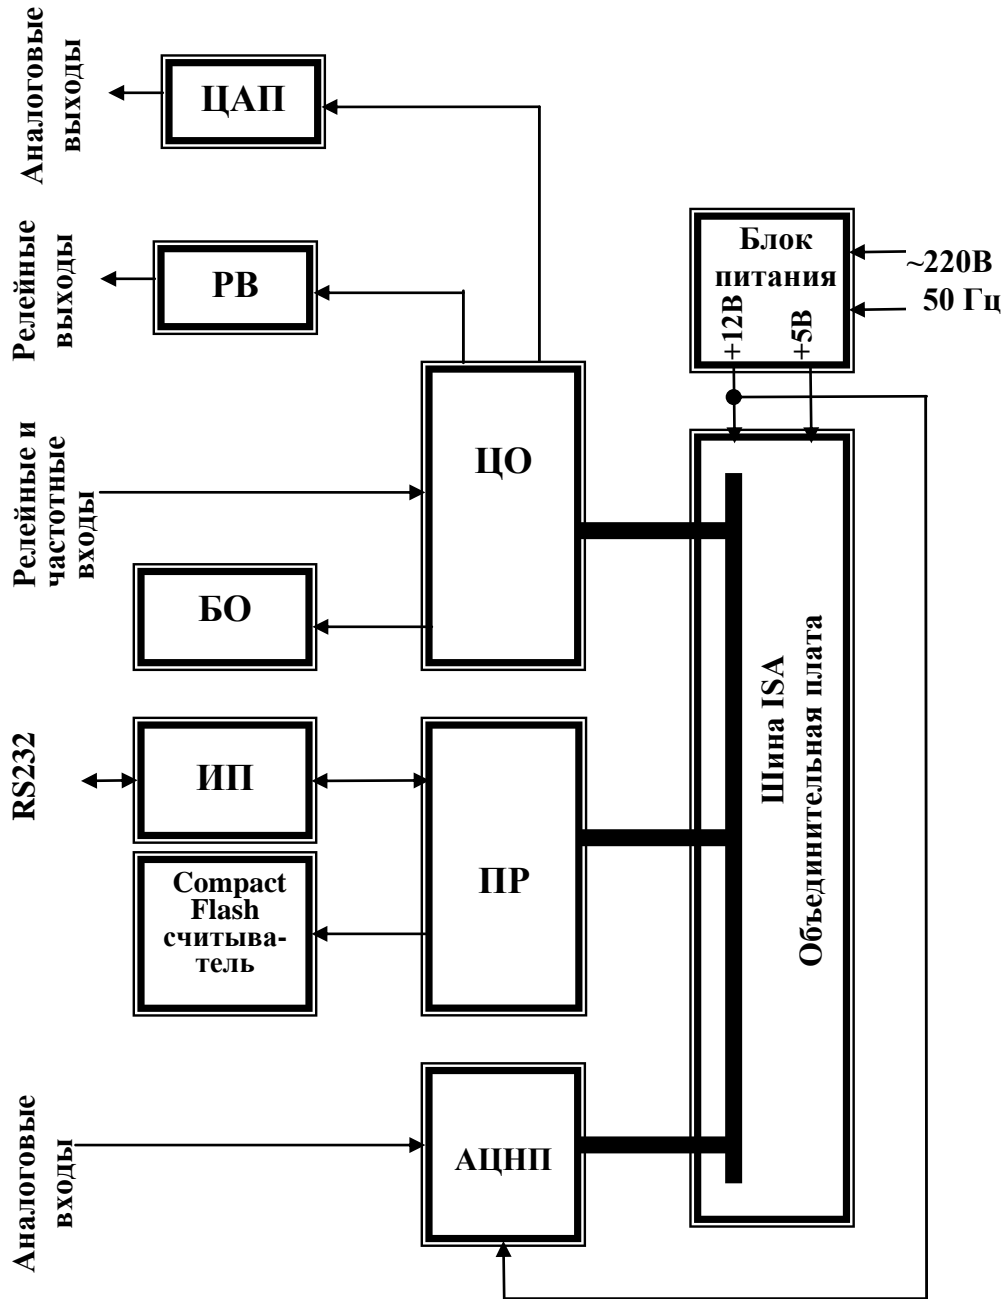 Аналоговые
выходы
ЦАП
Релейные
выходы
РВ
Блок
питания
+12В
+5В
~220В
50 Гц
Релейные и
частотные
входы
ЦО
БО
RS232
ИП
ПР
Compact
Flash
считыва-
тель
Шина ISA
Объединительная плата
Аналоговые
входы
АЦНП